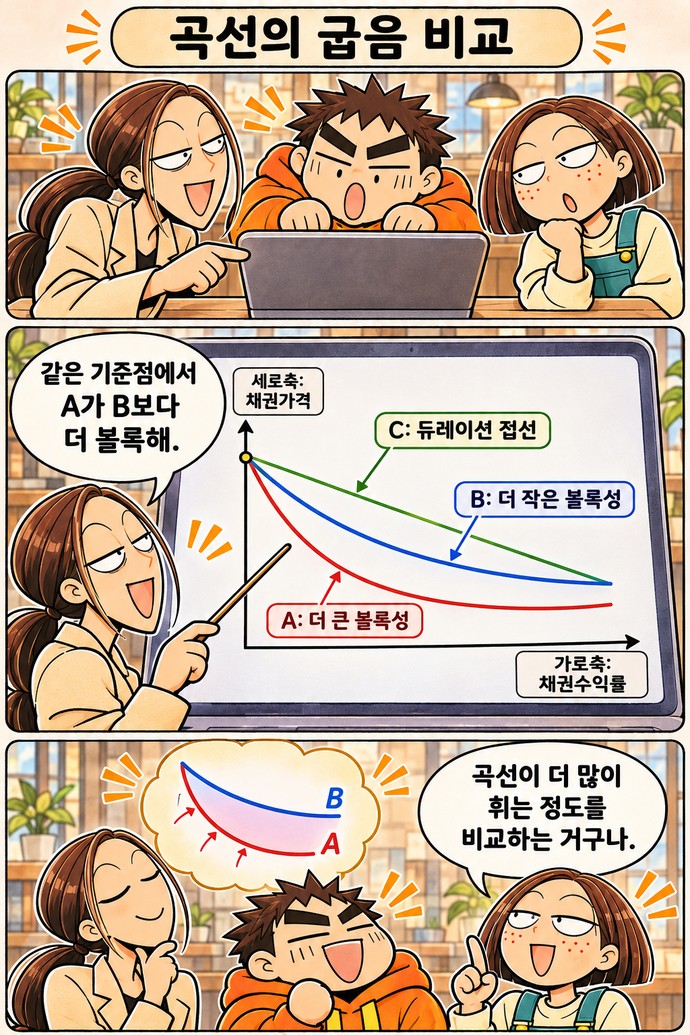 곡선의 굽음 비교
같은 기준점에서
A가 B보다
더 볼록해.
세로축:
채권가격
C: 듀레이션 접선
B: 더 작은 볼록성
A: 더 큰 볼록성
가로축:
채권수익률
B
A
곡선이 더 많이
휘는 정도를
비교하는 거구나.